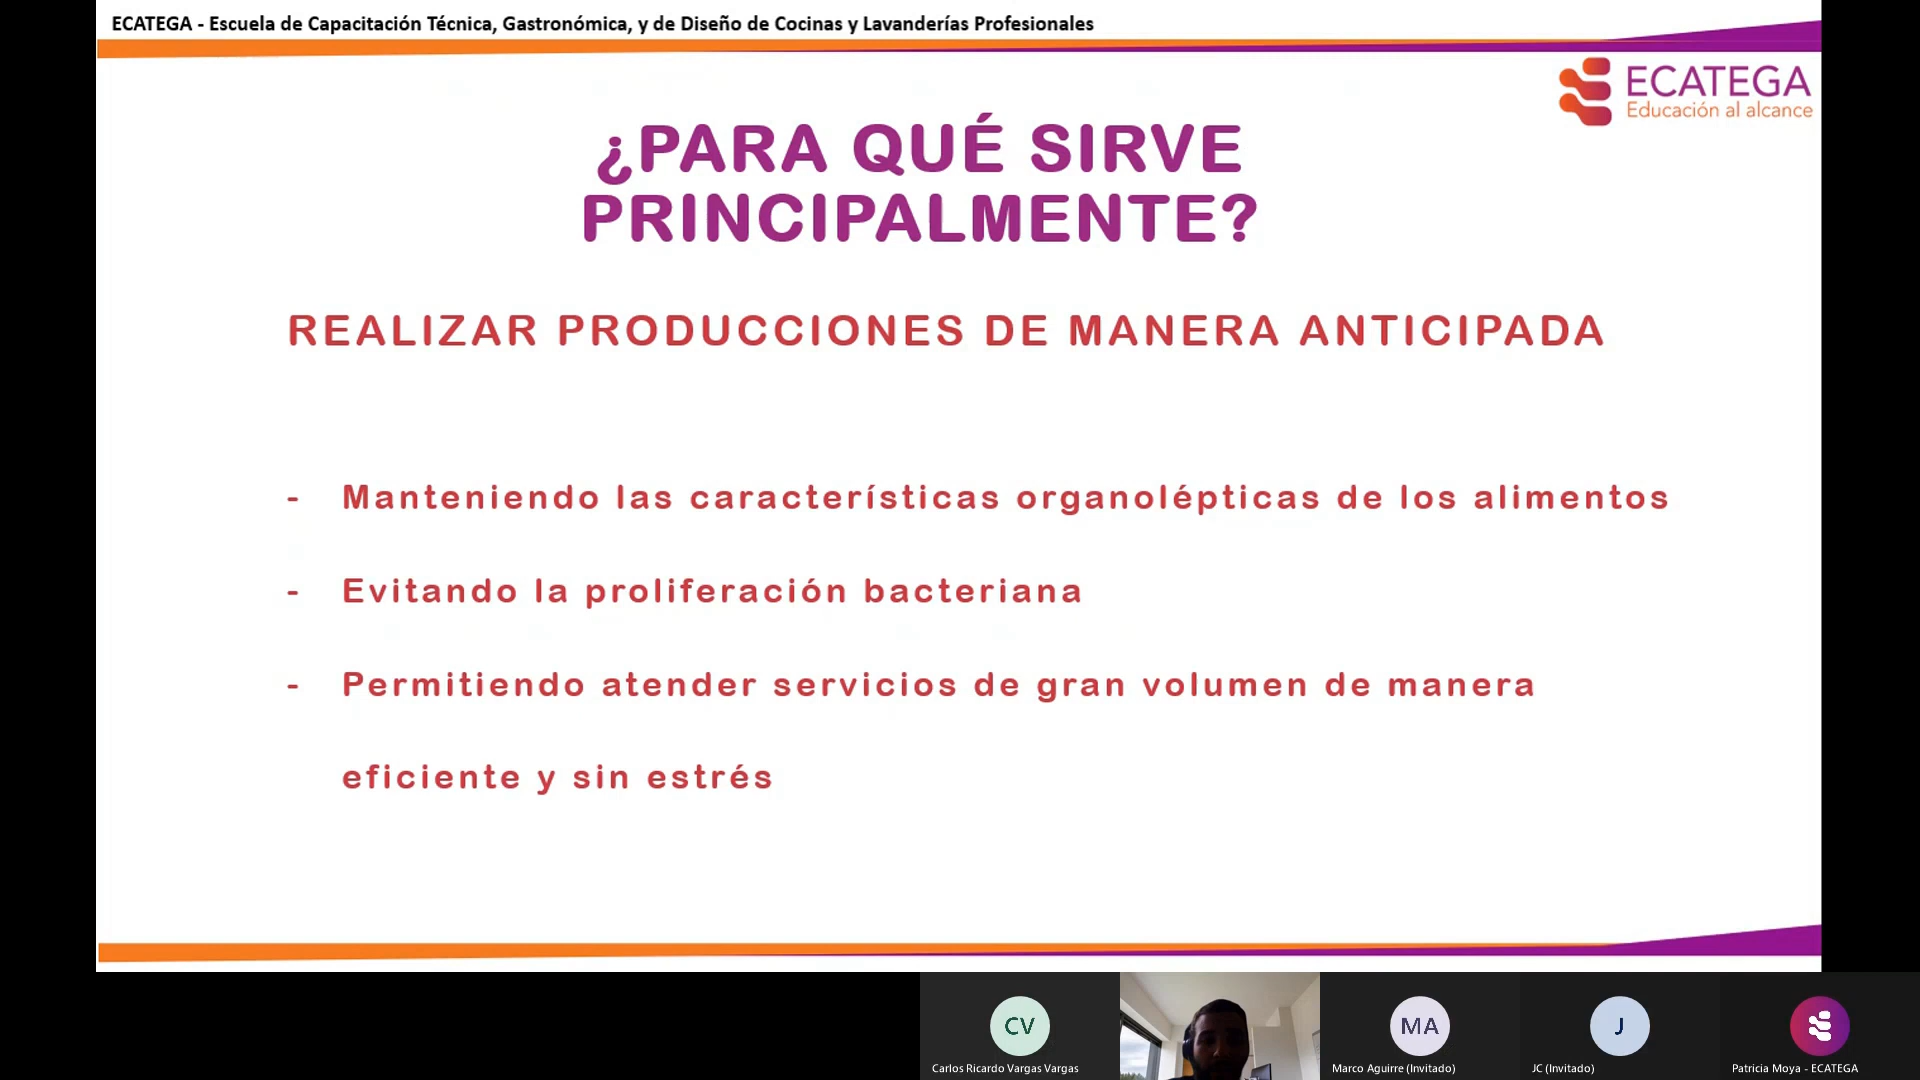 ECATEGA - Escuela de Capacitación Técnica, Gastronómica, y de Diseño de Cocinas y Lavanderías Profesionales
ECATEGA
Educación al alcance
¿PARA QUÉ SIRVE
PRINCIPALMENTE?
REALIZAR PRODUCCIONES DE MANERA ANTICIPADA
- Manteniendo las características organolépticas de los alimentos
- Evitando la proliferación bacteriana
- Permitiendo atender servicios de gran volumen de manera
eficiente y sin estrés
CV
MA
J
Carlos Ricardo Vargas Vargas
Marco Aguirre (Invitado)
JC (Invitado)
Patricia Moya - ECATEGA